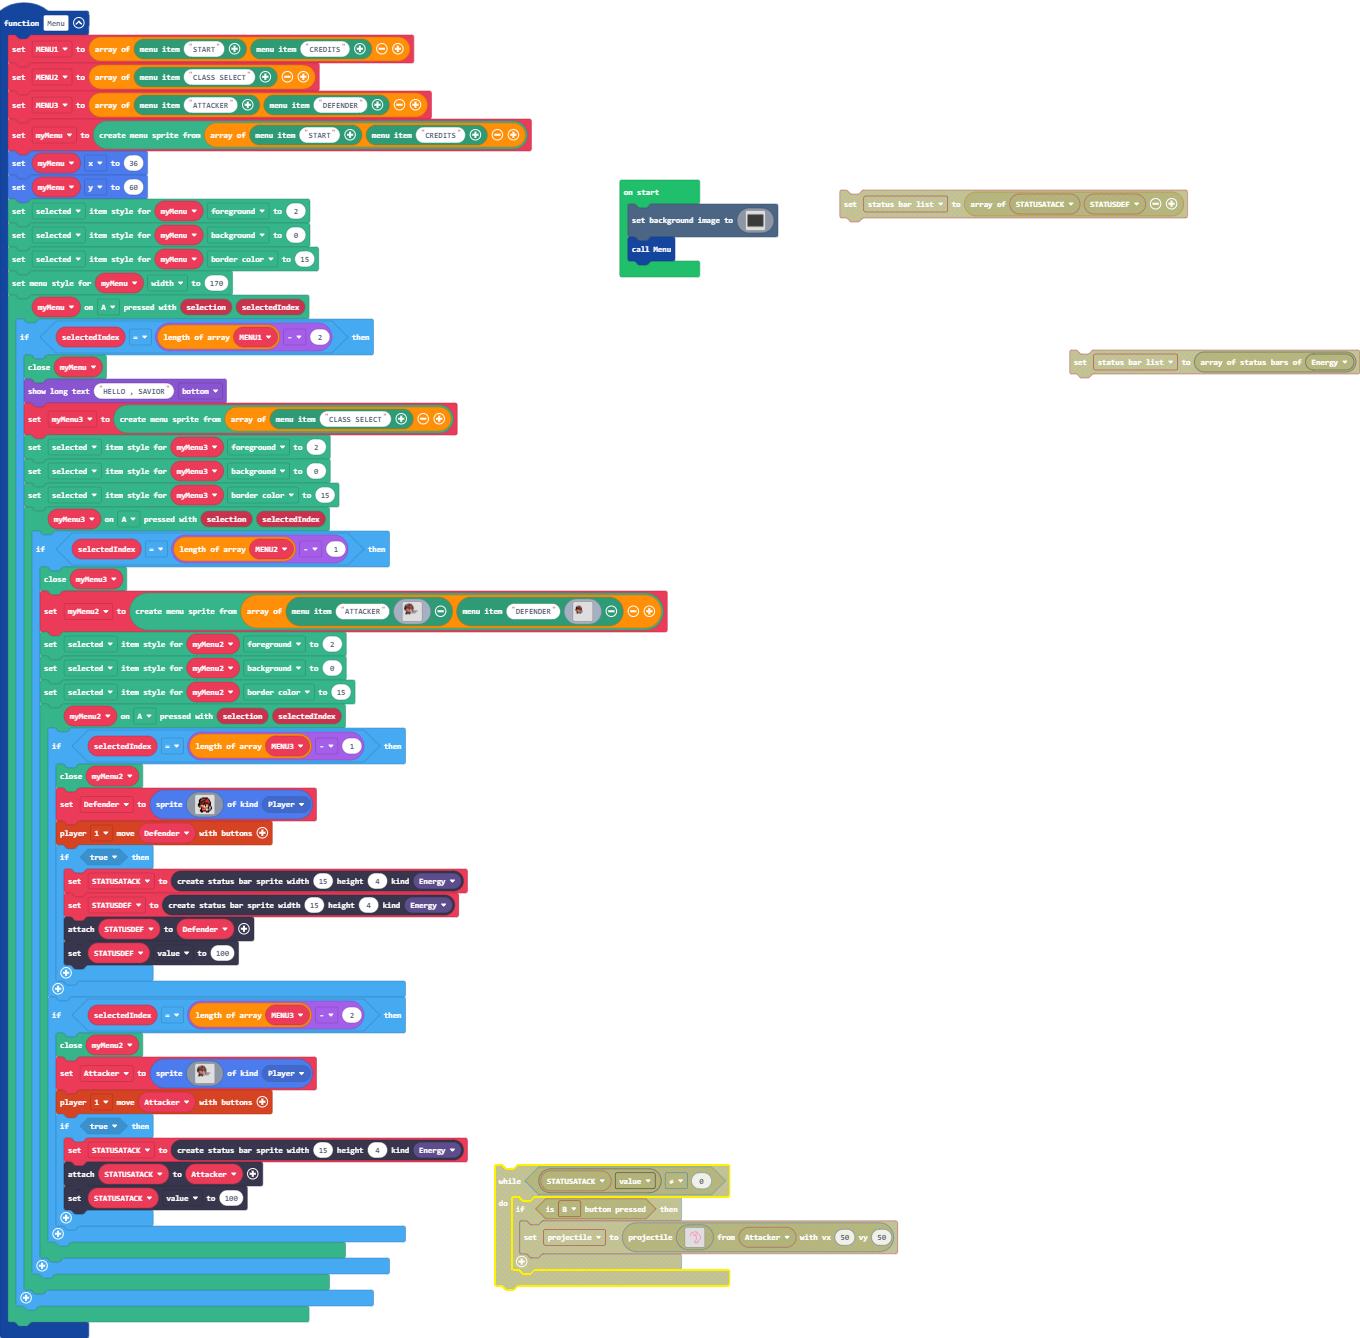 function Menu
set MENU1 to array of menu item "START" menu item "CREDITS"
set MENU2 to array of menu item "CLASS SELECT"
set MENU3 to array of menu item "ATTACKER" menu item "DEFENDER"
set myMenu to create menu sprite from array of menu item "START" menu item "CREDITS"
set myMenu x to 36
set myMenu y to 60
set selected item style for myMenu foreground to 2
set selected item style for myMenu background to 0
set selected item style for myMenu border color to 15
set menu style for myMenu width to 170
myMenu on A pressed with selection selectedIndex
if selectedIndex = length of array MENU1 - 2 then
close myMenu
show long text "HELLO , SAVIOR" bottom
set myMenu3 to create menu sprite from array of menu item "CLASS SELECT"
set selected item style for myMenu3 foreground to 2
set selected item style for myMenu3 background to 0
set selected item style for myMenu3 border color to 15
myMenu3 on A pressed with selection selectedIndex
if selectedIndex = length of array MENU2 - 1 then
close myMenu3
set myMenu2 to create menu sprite from array of menu item "ATTACKER" menu item "DEFENDER"
set selected item style for myMenu2 foreground to 2
set selected item style for myMenu2 background to 0
set selected item style for myMenu2 border color to 15
myMenu2 on A pressed with selection selectedIndex
if selectedIndex = length of array MENU3 - 1 then
close myMenu2
set Defender to sprite of kind Player
player 1 move Defender with buttons
if true then
set STATUSATACK to create status bar sprite width 15 height 4 kind Energy
set STATUSDEF to create status bar sprite width 15 height 4 kind Energy
attach STATUSDEF to Defender
set STATUSDEF value to 100
if selectedIndex = length of array MENU3 - 2 then
close myMenu2
set Attacker to sprite of kind Player
player 1 move Attacker with buttons
if true then
set STATUSATACK to create status bar sprite width 15 height 4 kind Energy
attach STATUSATACK to Attacker
set STATUSATACK value to 100
on start
set background image to
call Menu
set status bar list to array of STATUSATACK STATUSDEF
set status bar list to array of status bars of Energy
while STATUSATACK value ≠ 0
do if is B button pressed then
set projectile to projectile from Attacker with vx 50 vy 50